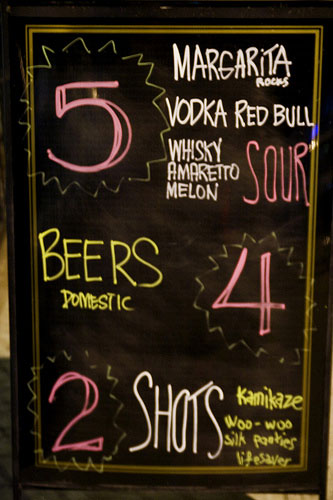 5
MARGARITA
ROCKS
VODKA RED BULL
WHISKY
AMARETTO
MELON
SOUR
BEERS
DOMESTIC
4
2
SHOTS
Kamikaze
Woo-woo
silk panties
lifesaver